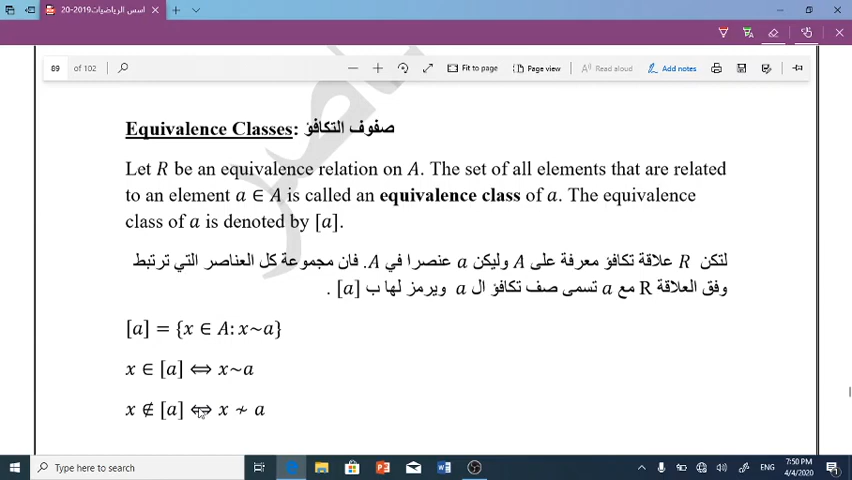 اسس الرياضيات2019-20
69 of 102
Fit to page
Page view
Read aloud
Add notes
Equivalence Classes: صفوف التكافؤ
Let R be an equivalence relation on A. The set of all elements that are related
to an element a ∈ A is called an equivalence class of a. The equivalence
class of a is denoted by [a].
لتكن R علاقة تكافؤ معرفة على A وليكن a عنصرا في A. فان مجموعة كل العناصر التي ترتبط
وفق العلاقة R مع a تسمى صف تكافؤ ال a ويرمز لها ب [a] .
[a] = {x ∈ A: x~a}
x ∈ [a] ⟺ x~a
x ∉ [a] ⟺ x ≁ a
Type here to search
ENG
7:50 PM
4/4/2020